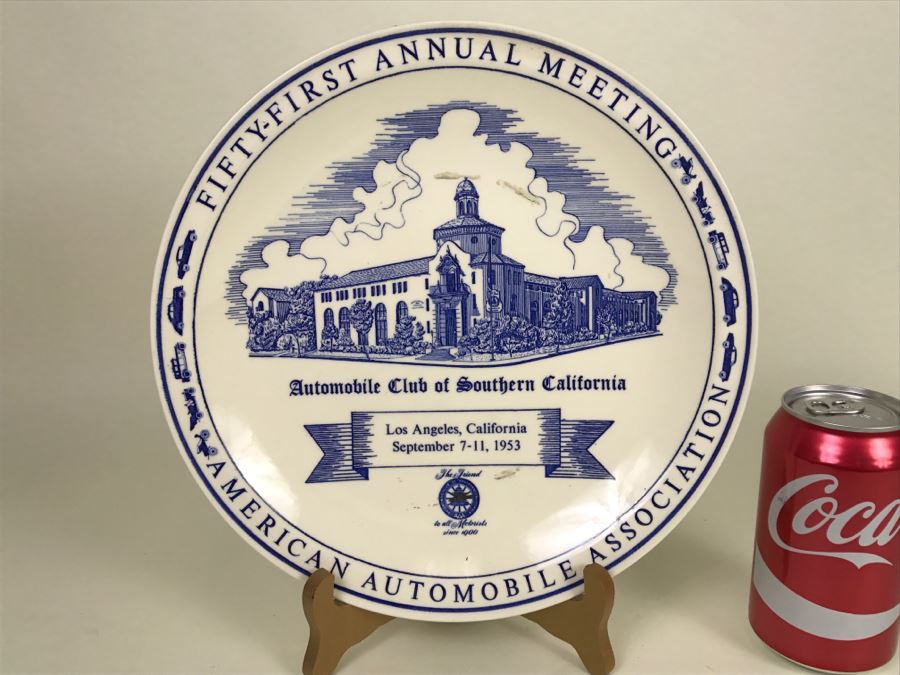 FIFTY-FIRST ANNUAL MEETING
Automobile Club of Southern California
Los Angeles, California
September 7-11, 1953
The Friend
to all Motorists
since 1900
AMERICAN AUTOMOBILE ASSOCIATION
Coca